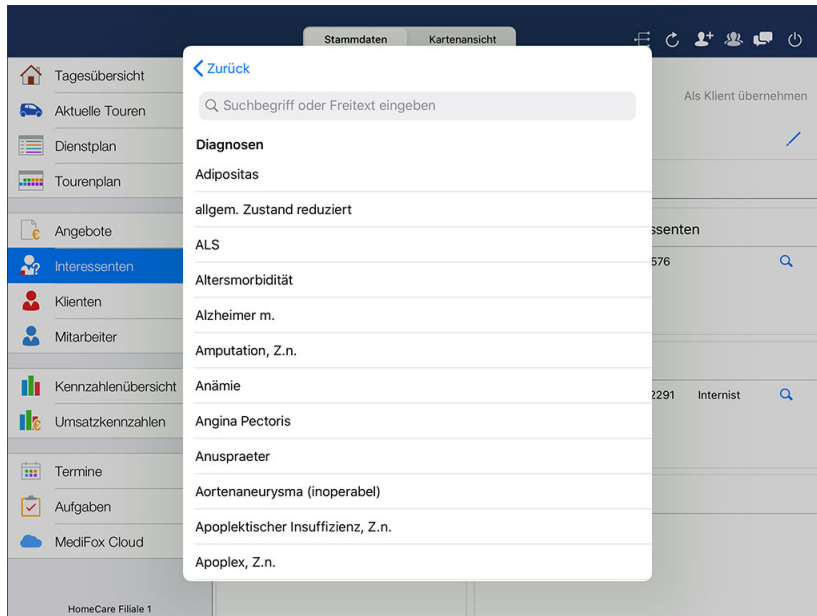 Stammdaten Kartenansicht
Tagesübersicht
Aktuelle Touren
Dienstplan
Tourenplan
Angebote
Interessenten
Klienten
Mitarbeiter
Kennzahlenübersicht
Umsatzkennzahlen
Termine
Aufgaben
MediFox Cloud
HomeCare Filiale 1
Zurück
Suchbegriff oder Freitext eingeben
Diagnosen
Adipositas
allgem. Zustand reduziert
ALS
Altersmorbidität
Alzheimer m.
Amputation, Z.n.
Anämie
Angina Pectoris
Anuspraeter
Aortenaneurysma (inoperabel)
Apoplektischer Insuffizienz, Z.n.
Apoplex, Z.n.
Als Klient übernehmen
ssenten
576
2291 Internist